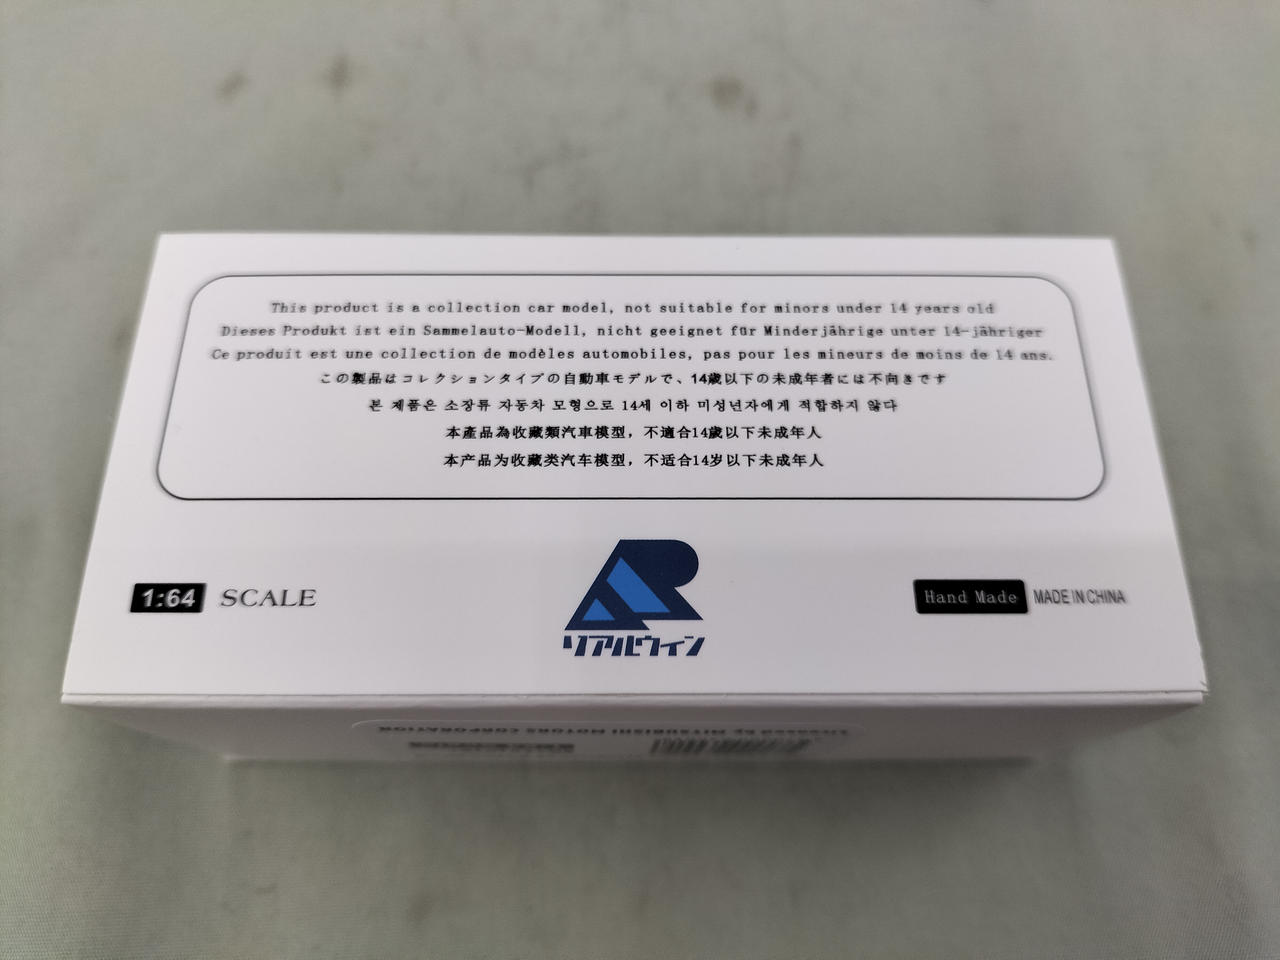 This product is a collection car model, not suitable for minors under 14 years old
Dieses Produkt ist ein Sammelauto-Modell, nicht geeignet für Minderjährige unter 14-jähriger
Ce produit est une collection de modèles automobiles, pas pour les mineurs de moins de 14 ans.
この製品はコレクションタイプの自動車モデルで、14歳以下の未成年者には不向きです
본 제품은 소장류 자동차 모형으로 14세 이하 미성년자에게 적합하지 않다
本產品為收藏類汽車模型，不適合14歲以下未成年人
本产品为收藏类汽车模型，不适合14岁以下未成年人
1:64 SCALE
リアルウィン
Hand Made MADE IN CHINA
Licensed by MITSUBISHI MOTORS CORPORATION